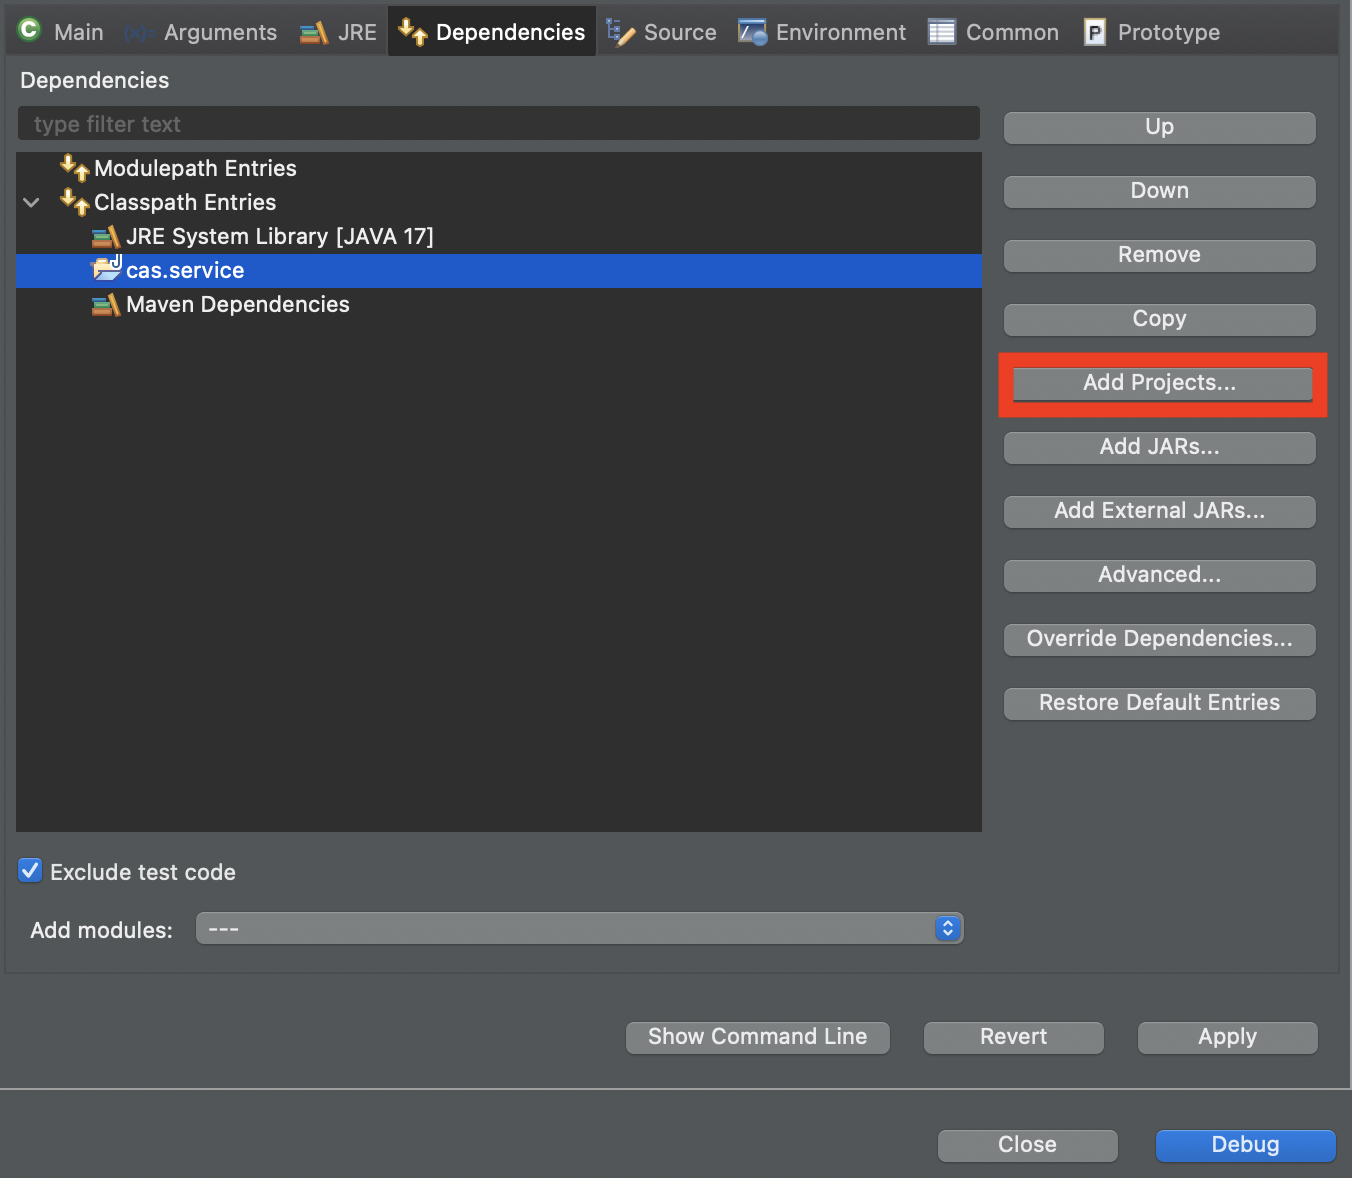 Main (x)= Arguments JRE Dependencies Source Environment Common P Prototype
Dependencies
type filter text
Modulepath Entries
Classpath Entries
JRE System Library [JAVA 17]
cas.service
Maven Dependencies
Up
Down
Remove
Copy
Add Projects...
Add JARs...
Add External JARs...
Advanced...
Override Dependencies...
Restore Default Entries
Exclude test code
Add modules: ---
Show Command Line Revert Apply
Close Debug